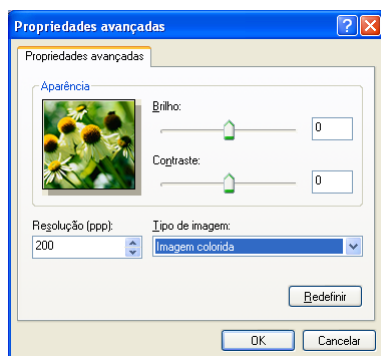 Propriedades avançadas
Propriedades avançadas
Aparência
Brilho:
0
Contraste:
0
Resolução (ppp):
Tipo de imagem:
200
Imagem colorida
Redefinir
OK
Cancelar